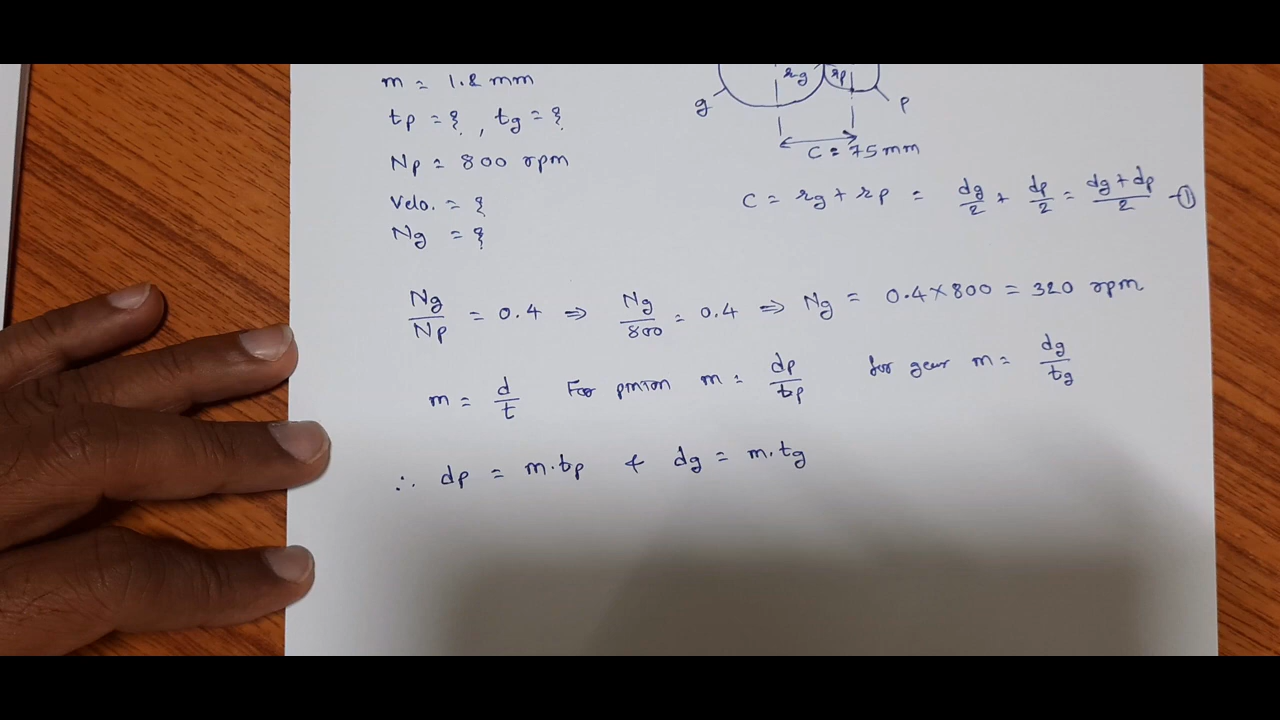 m = 1.2 mm
rg rp
tp = ?, tg = ?
g p
C = 75 mm
Np = 800 rpm
C = rg + rp = dg/2 + dp/2 = (dg + dp)/2 - ①
Velo. = ?
Ng = ?
Ng/Np = 0.4 ⇒ Ng/800 = 0.4 ⇒ Ng = 0.4 × 800 = 320 rpm
m = d/t For pinion m = dp/tp for gear m = dg/tg
∴ dp = m.tp & dg = m.tg